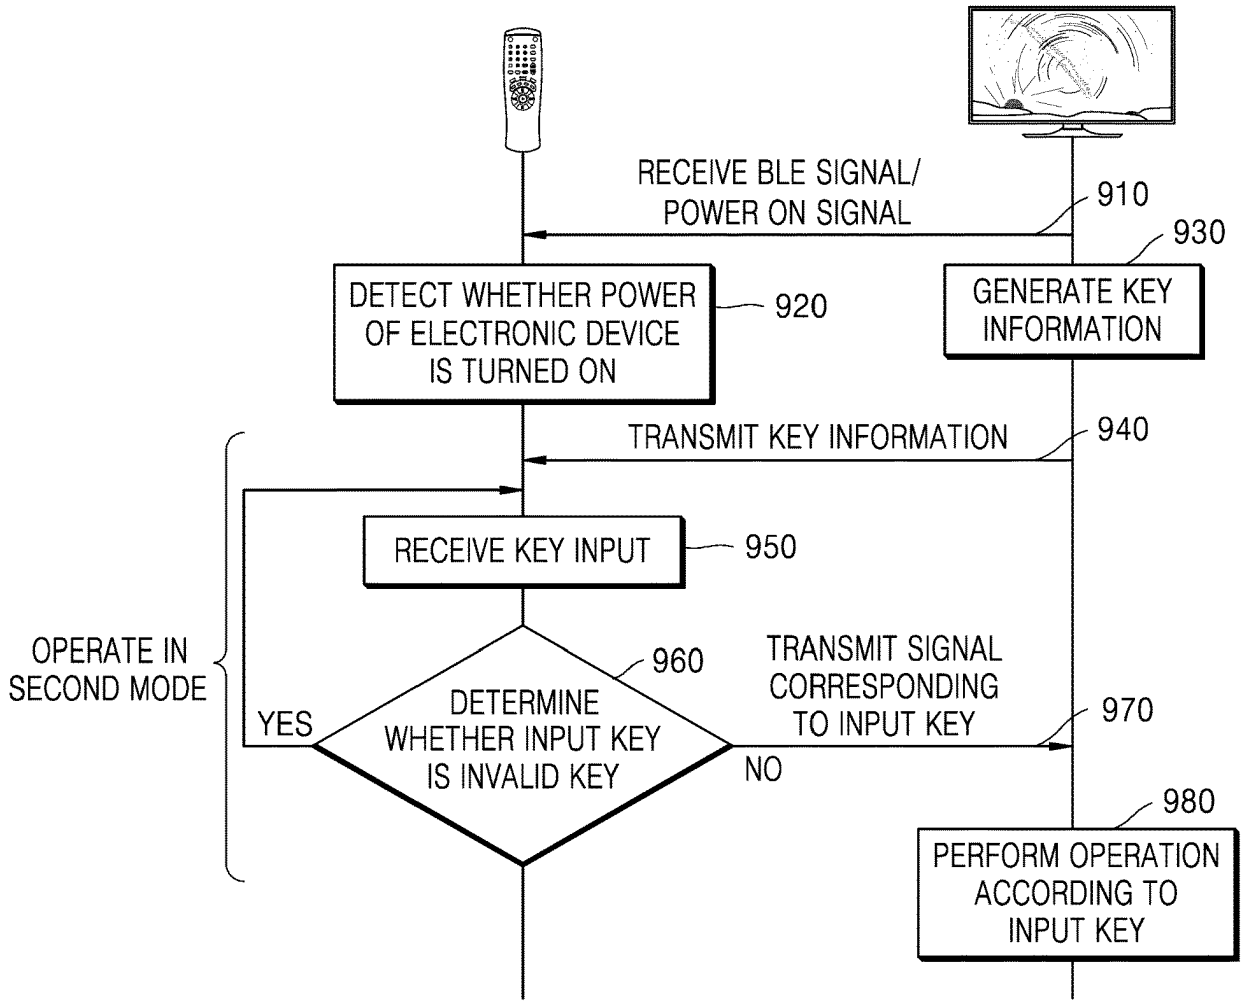 RECEIVE BLE SIGNAL/
POWER ON SIGNAL
910
930
DETECT WHETHER POWER
OF ELECTRONIC DEVICE
IS TURNED ON
920
GENERATE KEY
INFORMATION
TRANSMIT KEY INFORMATION
940
RECEIVE KEY INPUT
950
OPERATE IN
SECOND MODE
960
DETERMINE
WHETHER INPUT KEY
IS INVALID KEY
YES
NO
TRANSMIT SIGNAL
CORRESPONDING
TO INPUT KEY
970
980
PERFORM OPERATION
ACCORDING TO
INPUT KEY